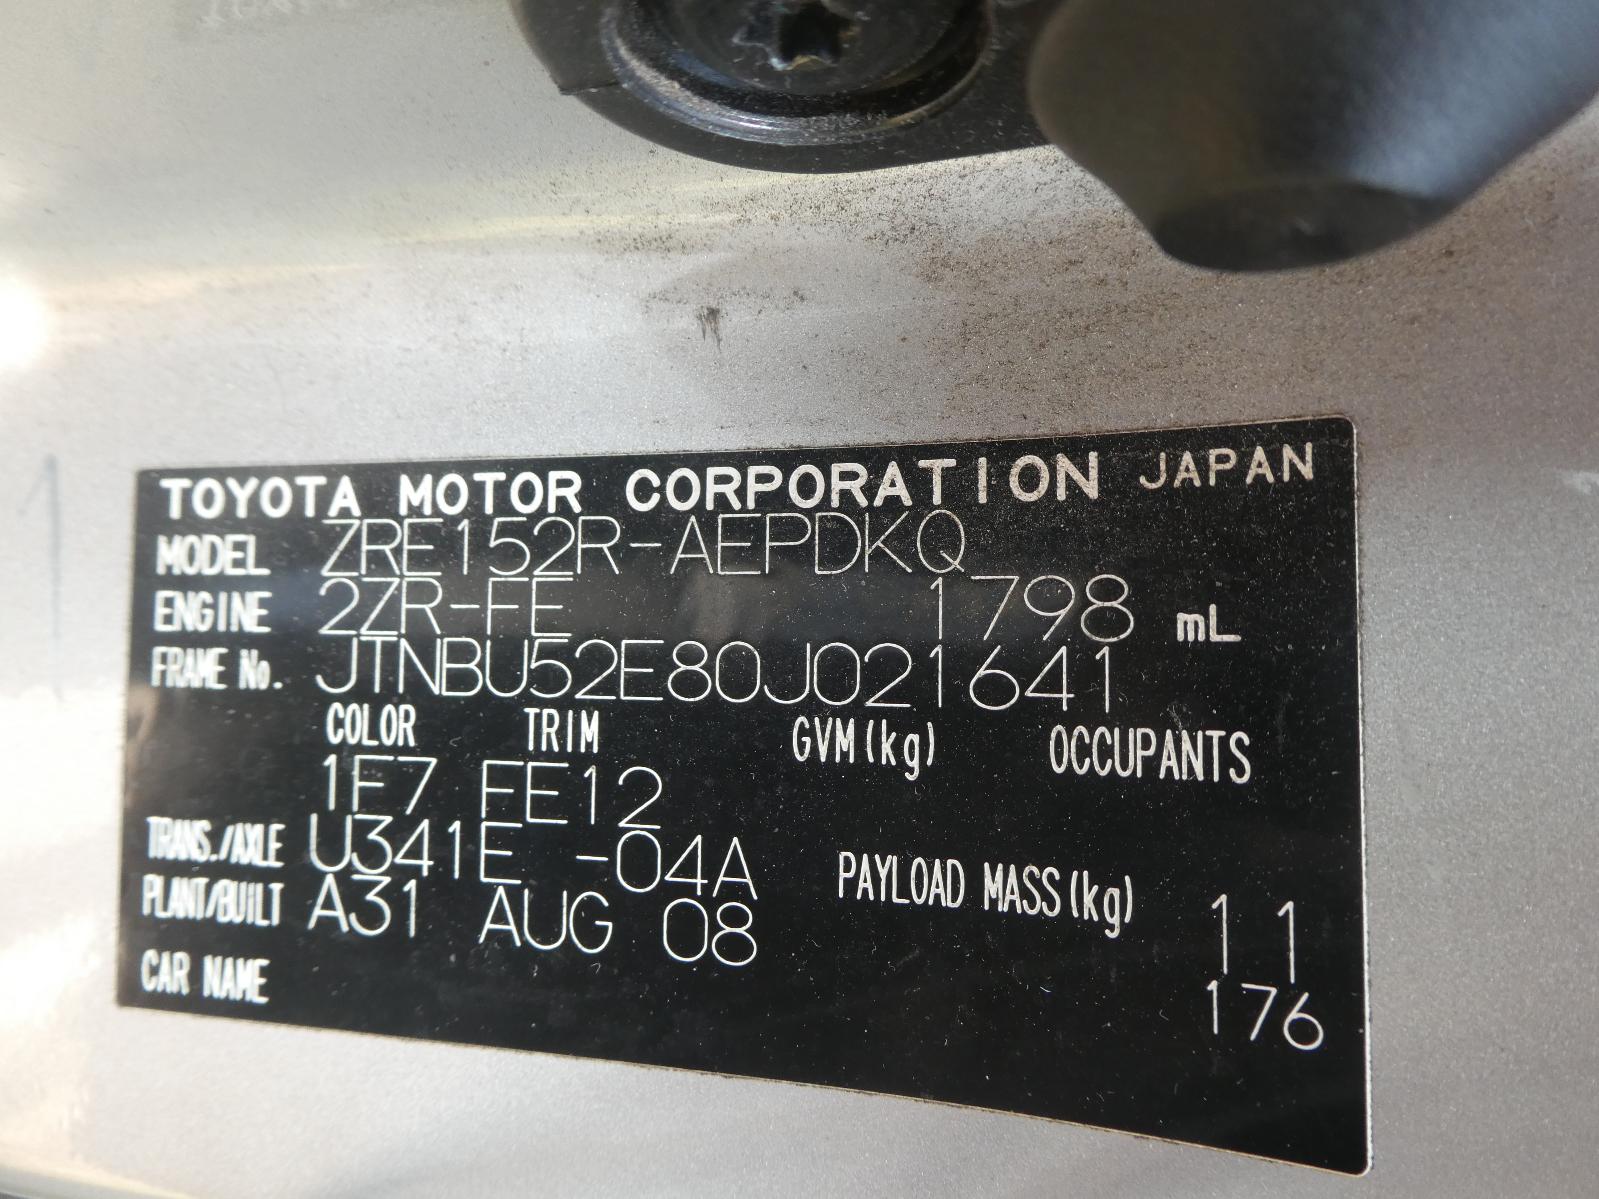 TOYOTA MOTOR CORPORATION JAPAN
MODEL ZRE152R-AEPDKQ
ENGINE 2ZR-FE 1798 mL
FRAME No. JTNBU52E80J021641
COLOR TRIM GVM(kg) OCCUPANTS
1F7 FE12
TRANS./AXLE U341E -04A PAYLOAD MASS(kg)
PLANT/BUILT A31 AUG 08 11
CAR NAME 176